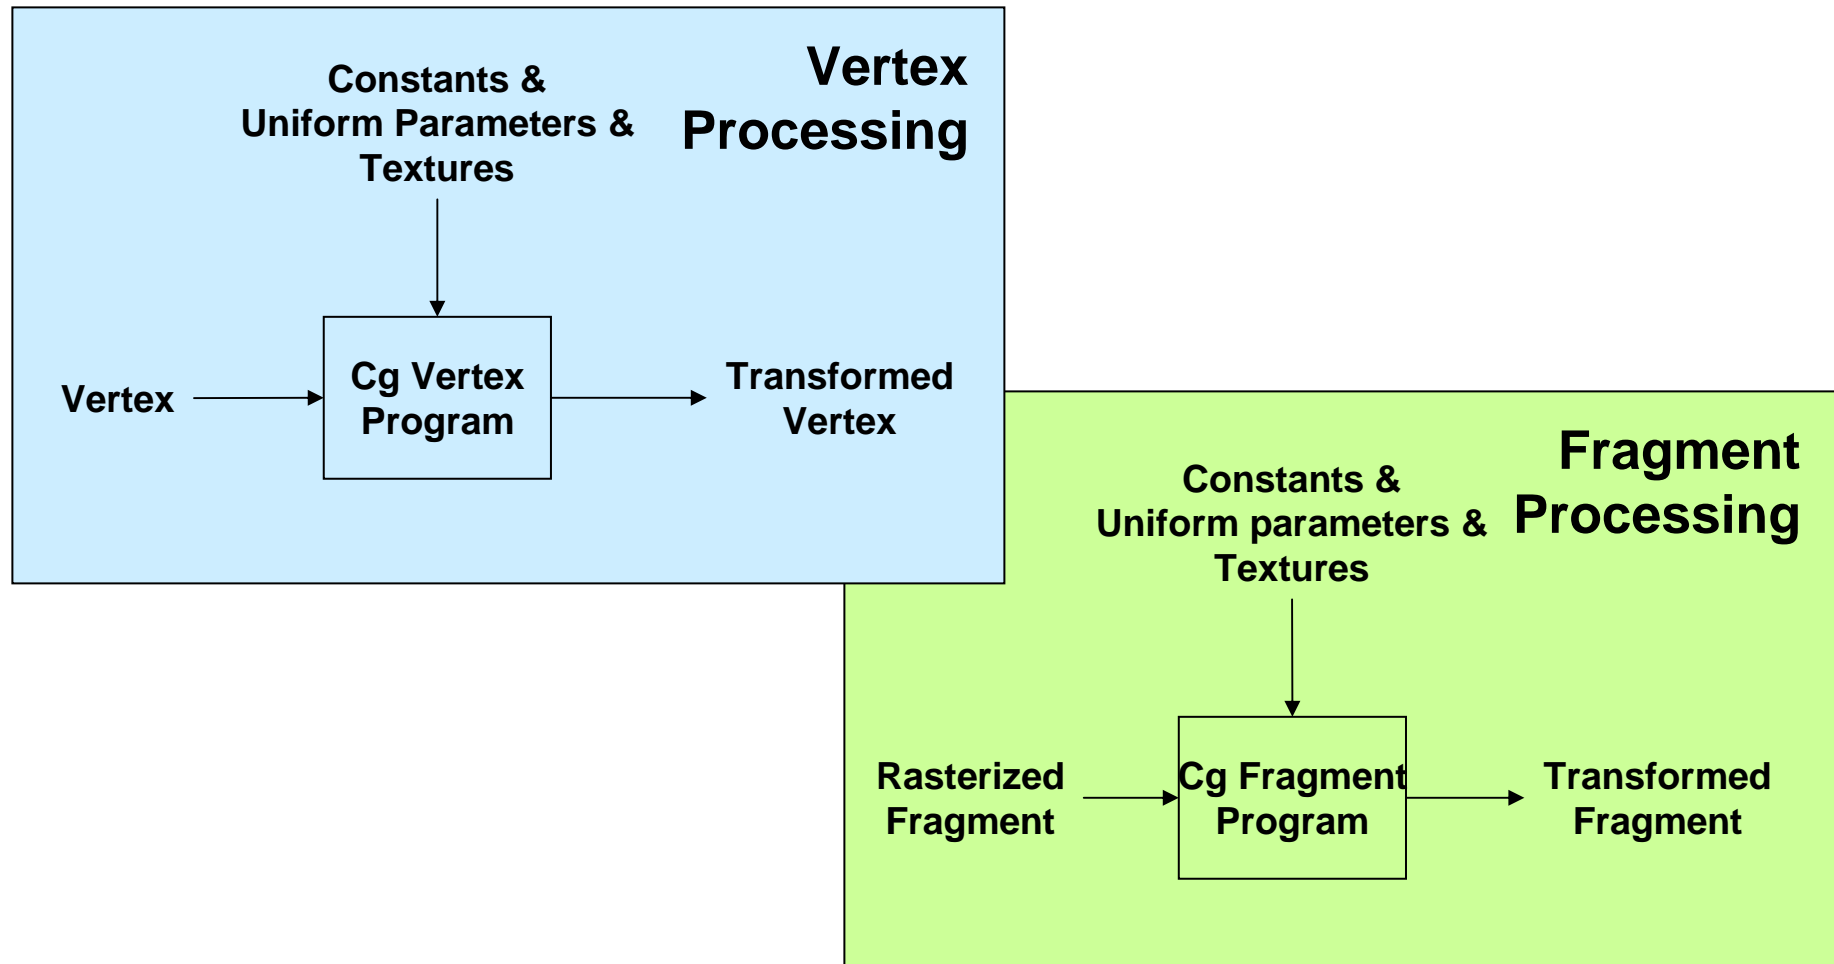 Vertex
Processing
Constants &
Uniform Parameters &
Textures
Vertex
Cg Vertex
Program
Transformed
Vertex
Fragment
Processing
Constants &
Uniform parameters &
Textures
Rasterized
Fragment
Cg Fragment
Program
Transformed
Fragment